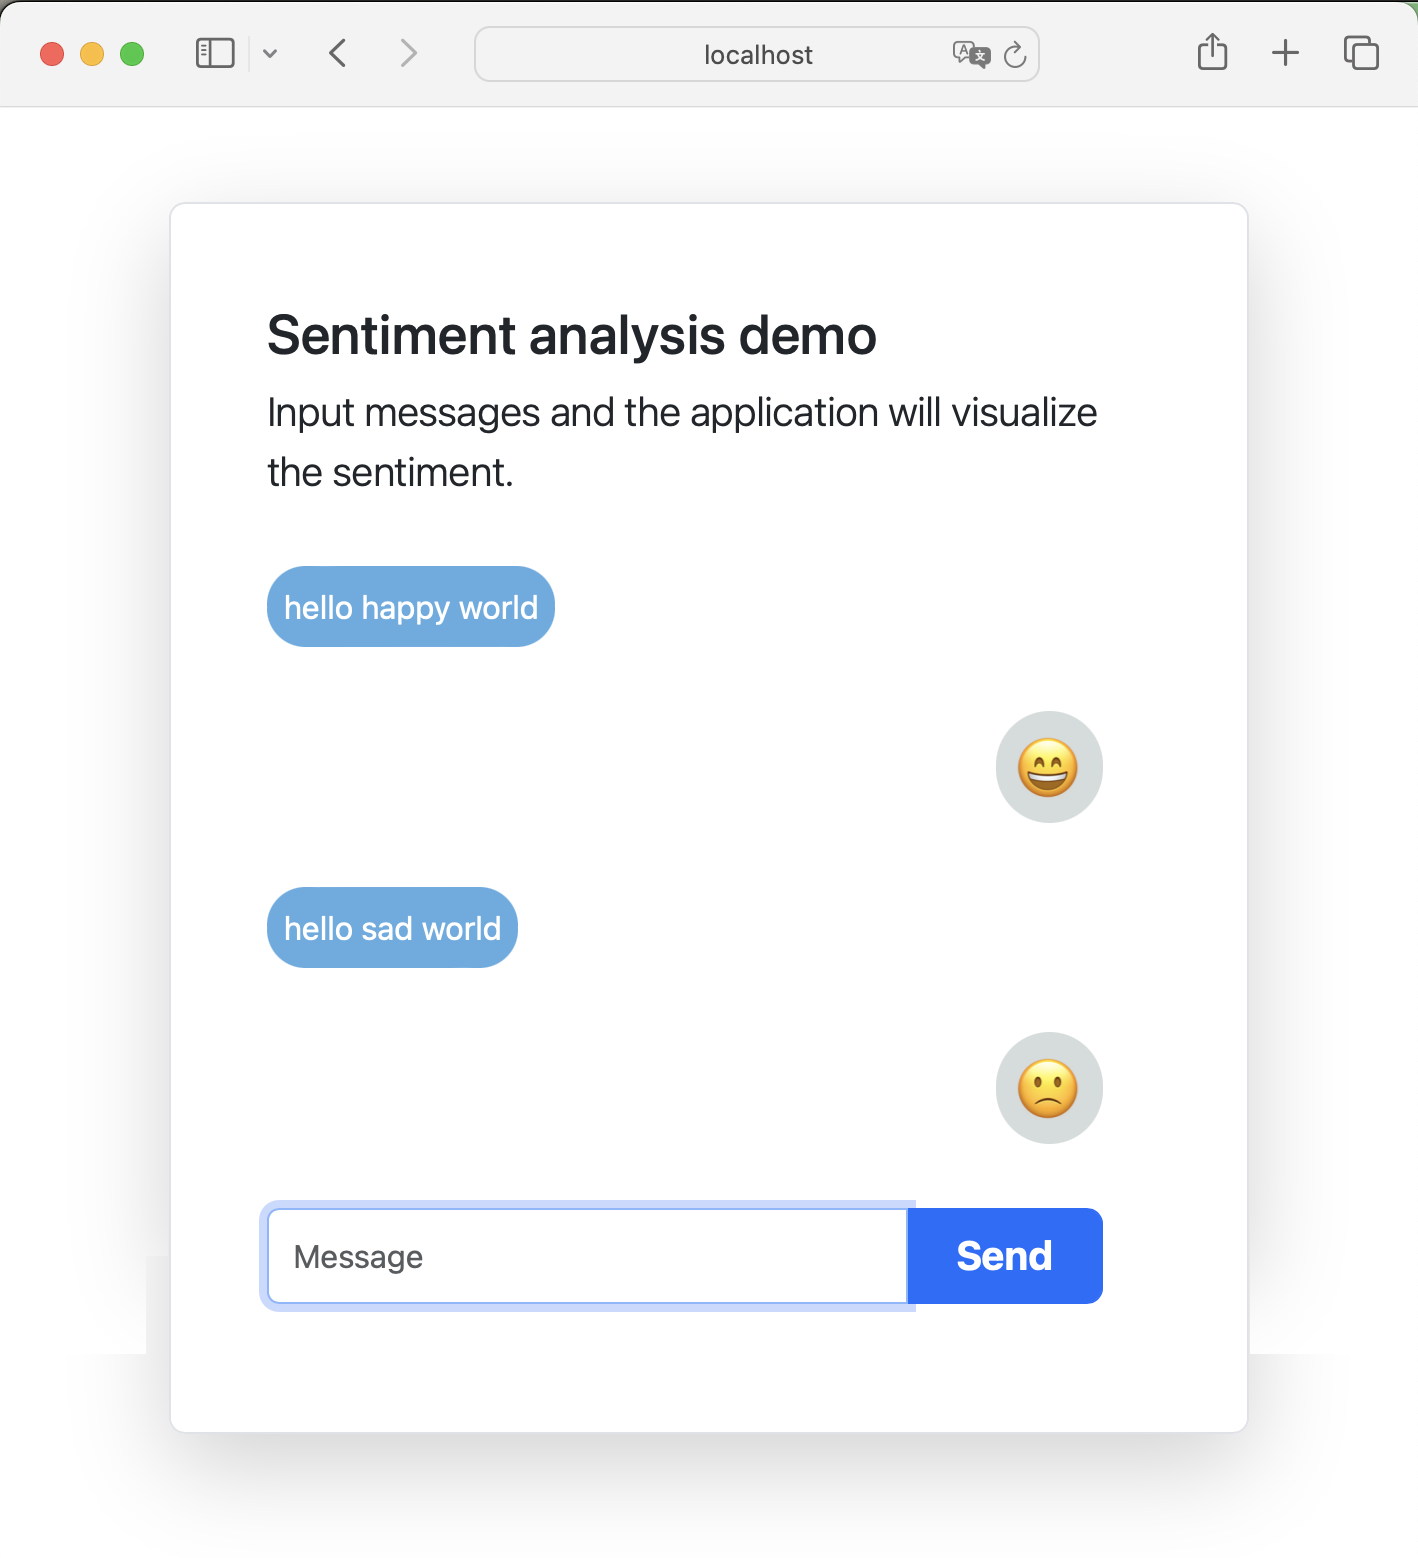 localhost
Sentiment analysis demo
Input messages and the application will visualize
the sentiment.
hello happy world
😄
hello sad world
🙁
Message
Send